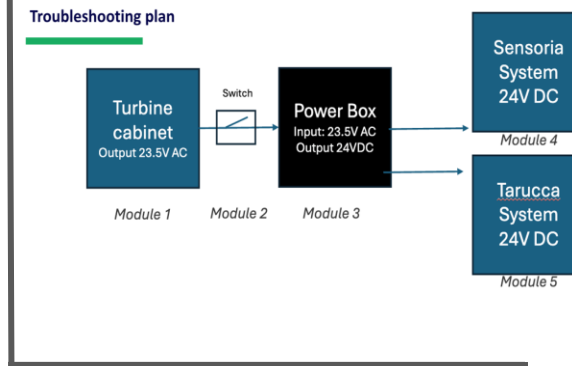 Troubleshooting plan
Turbine
cabinet
Output 23.5V AC
Module 1
Switch
Module 2
Power Box
Input: 23.5V AC
Output 24VDC
Module 3
Sensoria
System
24V DC
Module 4
Tarucca
System
24V DC
Module 5